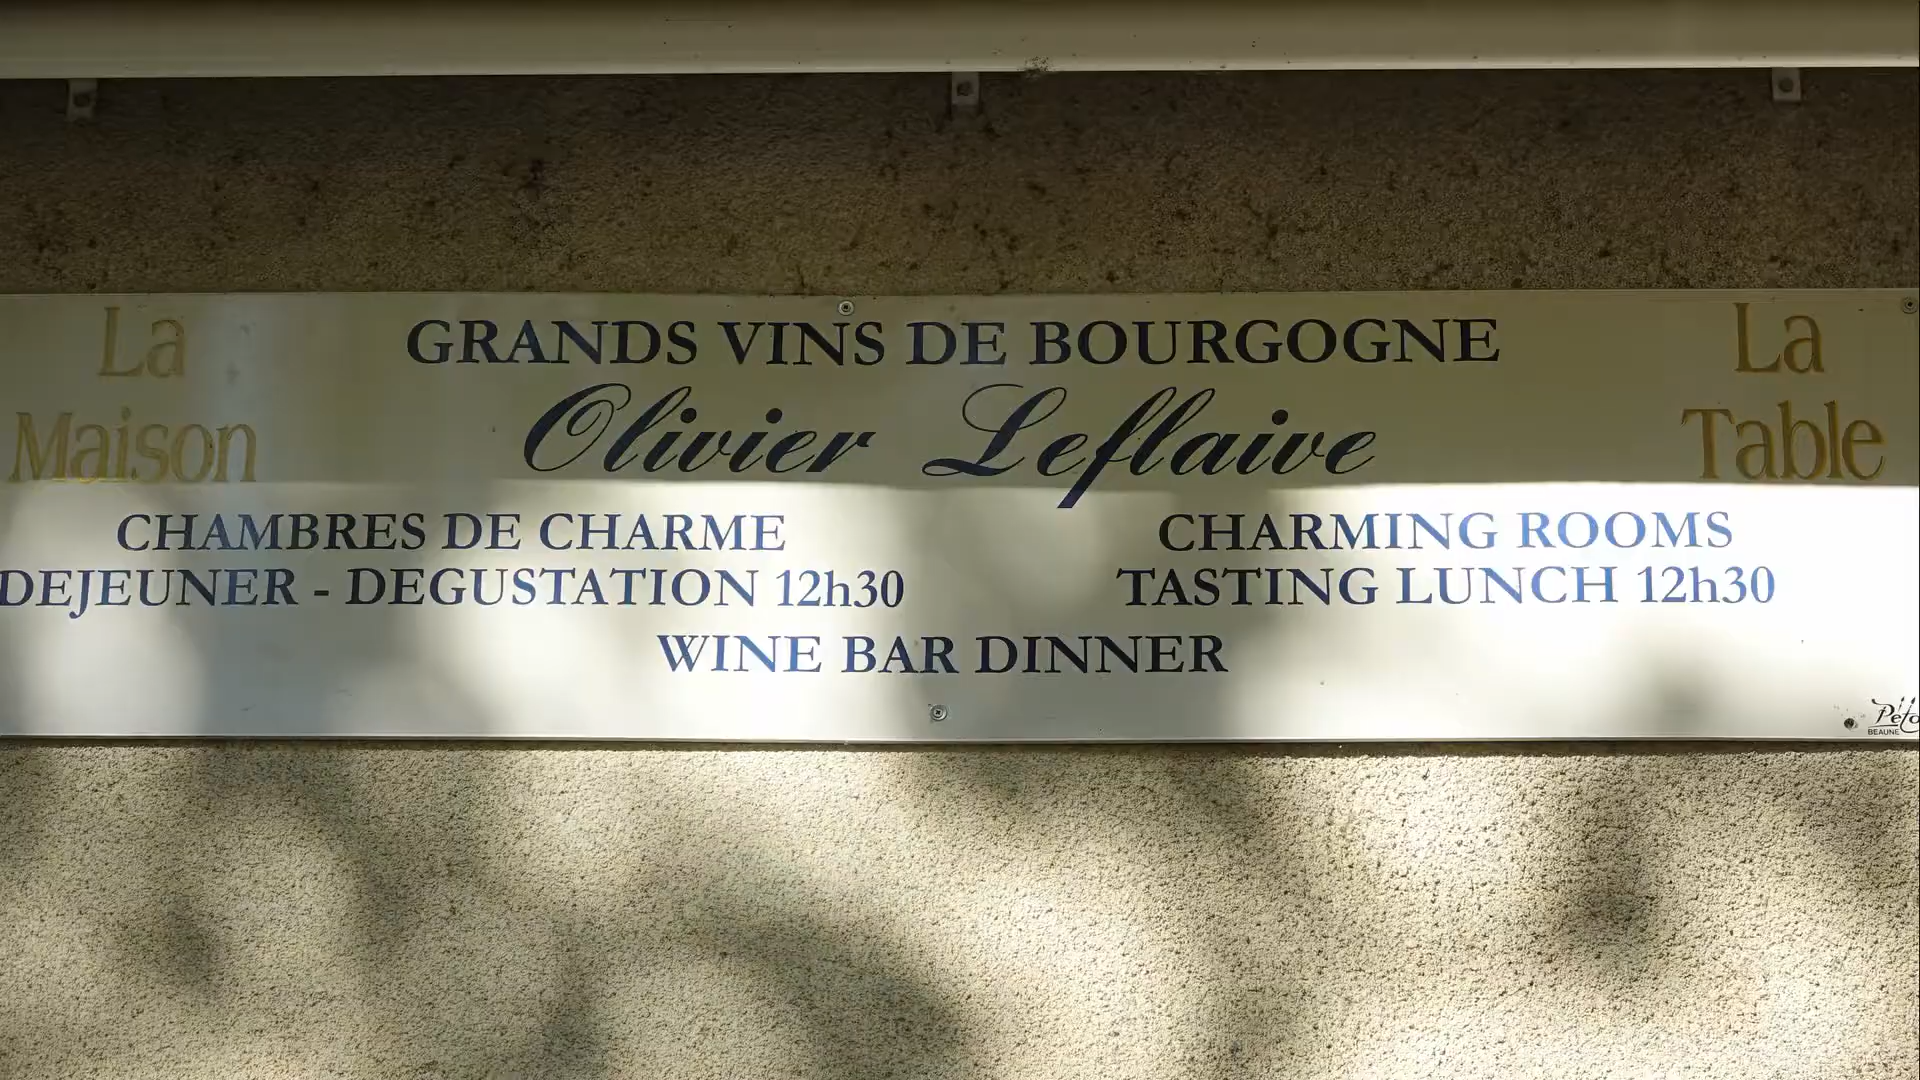 La
Maison
GRANDS VINS DE BOURGOGNE
Olivier Leflaive
La
Table
CHAMBRES DE CHARME
DEJEUNER - DEGUSTATION 12h30
CHARMING ROOMS
TASTING LUNCH 12h30
WINE BAR DINNER
BEAUNE